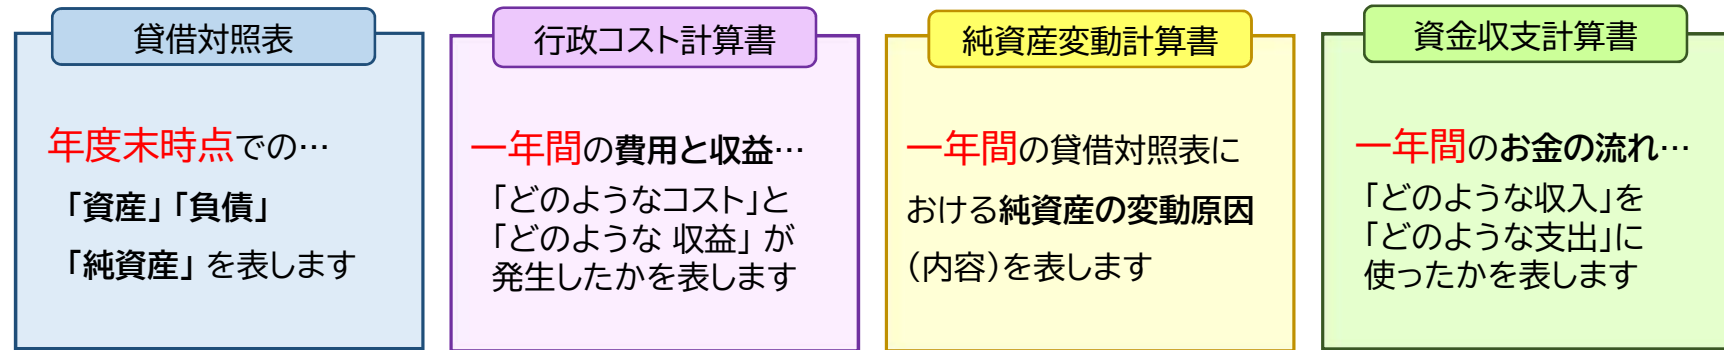 貸借対照表
年度末時点での…
「資産」「負債」
「純資産」を表します
行政コスト計算書
一年間の費用と収益…
「どのようなコスト」と
「どのような 収益」 が
発生したかを表します
純資産変動計算書
一年間の貸借対照表に
おける純資産の変動原因
（内容）を表します
資金収支計算書
一年間のお金の流れ…
「どのような収入」を
「どのような支出」に
使ったかを表します